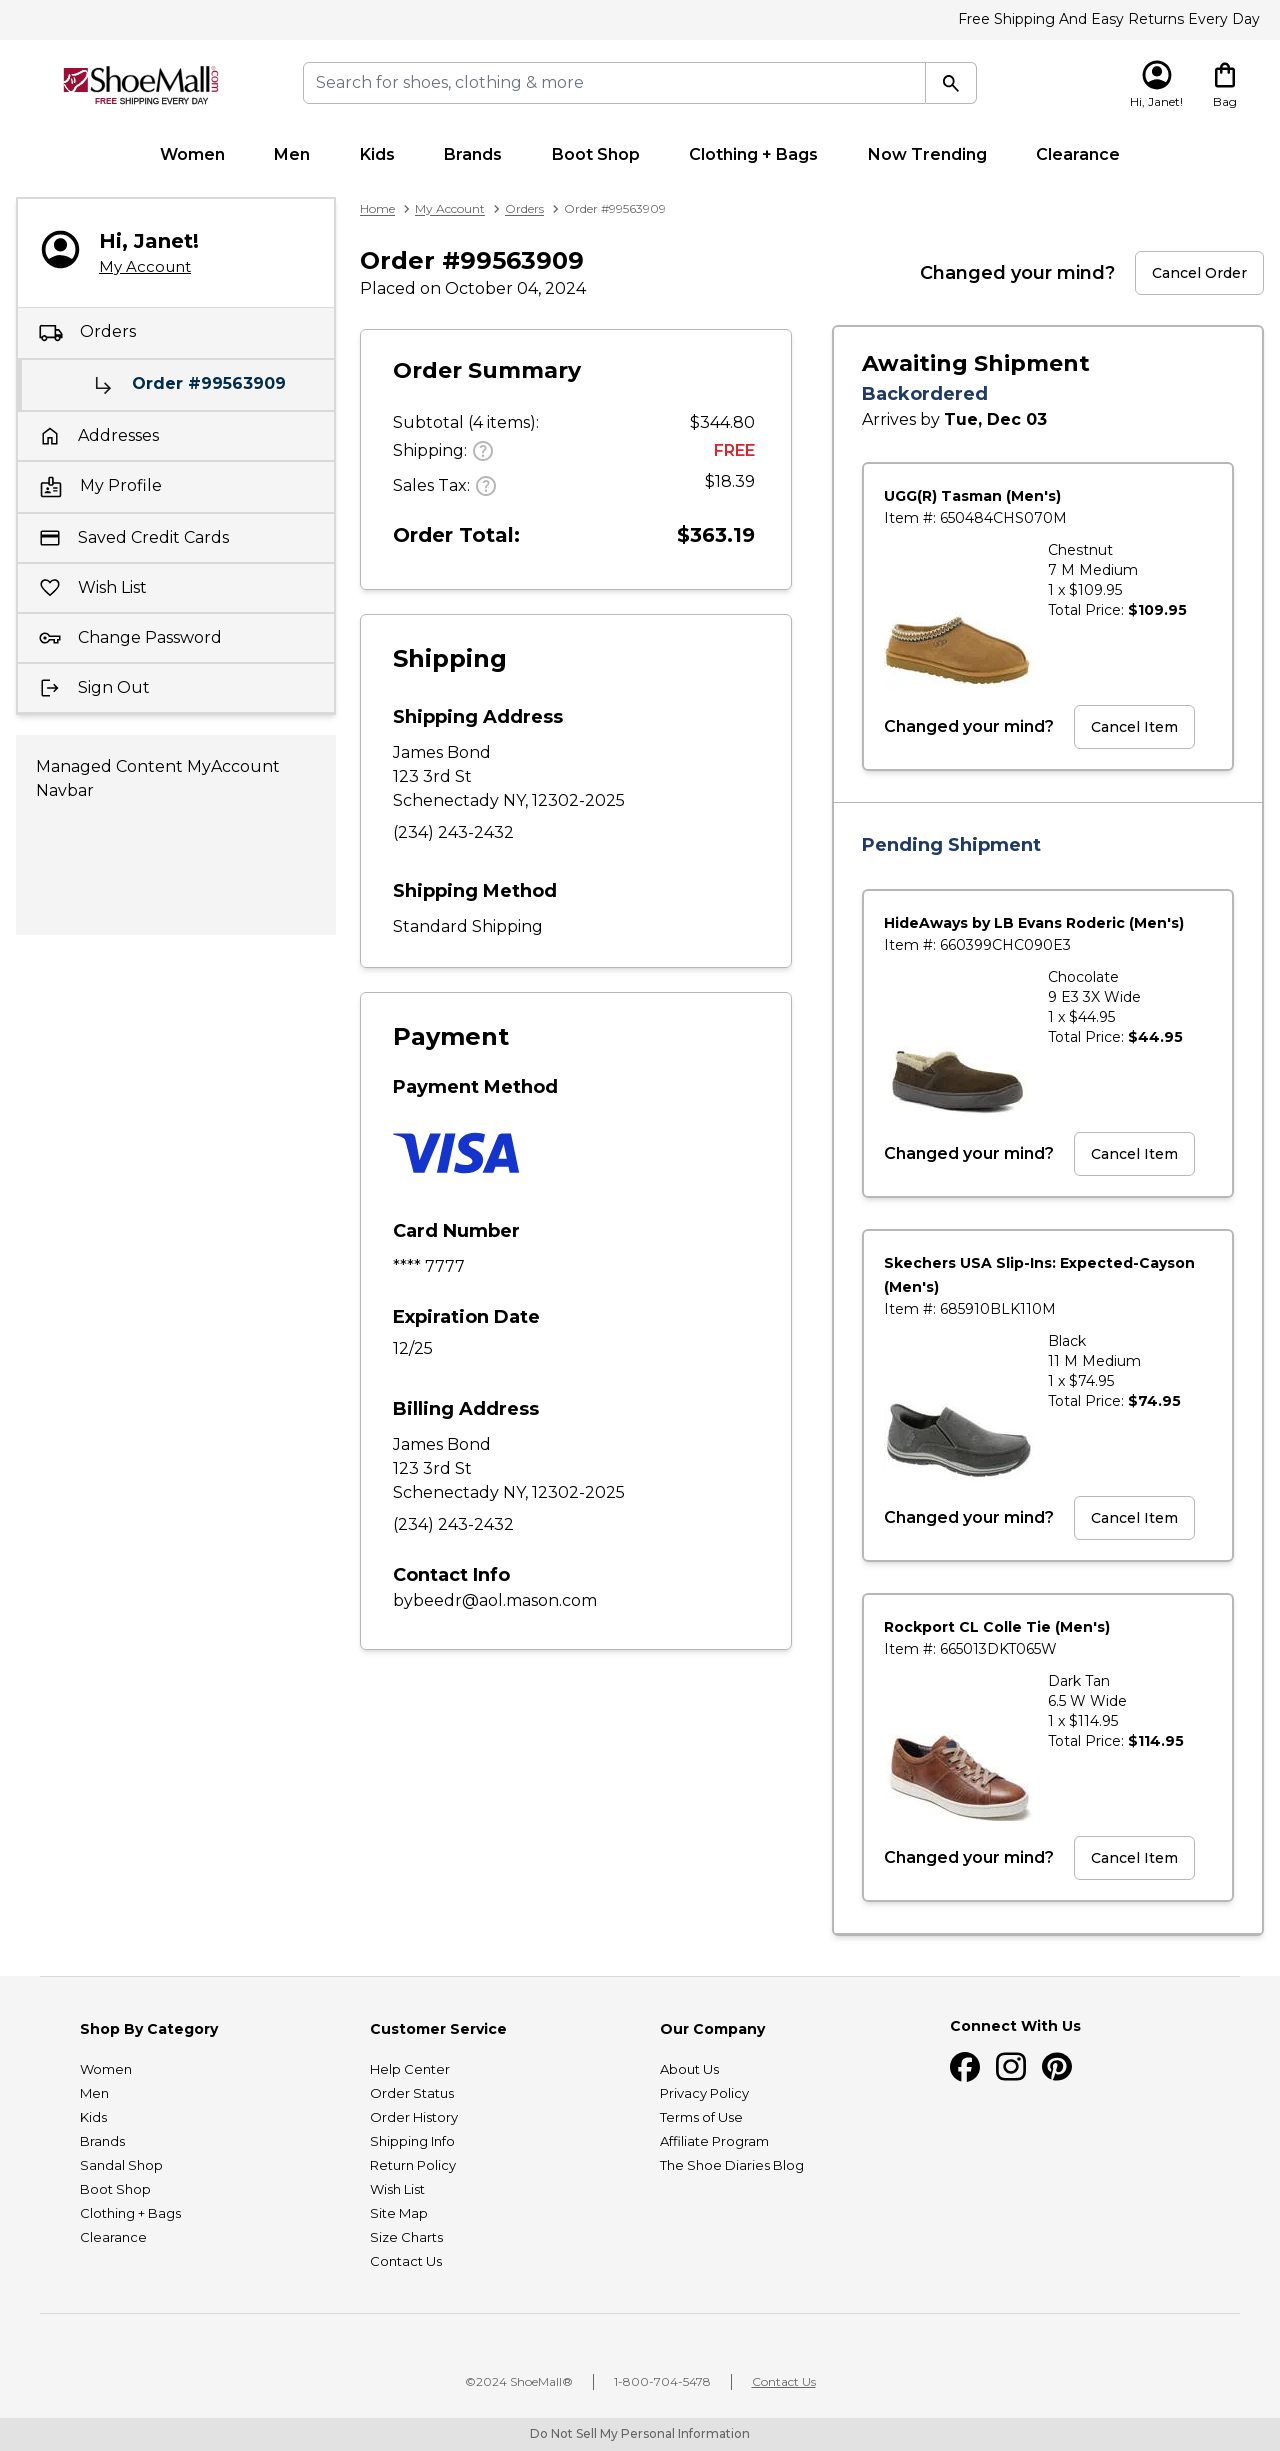 Free Shipping And Easy Returns Every Day
ShoeMall®.com
FREE SHIPPING EVERY DAY
Search for shoes, clothing & more
Hi, Janet!
Bag
Women
Men
Kids
Brands
Boot Shop
Clothing + Bags
Now Trending
Clearance
Hi, Janet!
My Account
Orders
Order #99563909
Addresses
My Profile
Saved Credit Cards
Wish List
Change Password
Sign Out
Managed Content MyAccount
Navbar
Home > My Account > Orders > Order #99563909
Order #99563909
Placed on October 04, 2024
Changed your mind?
Cancel Order
Order Summary
Subtotal (4 items): $344.80
Shipping: ? FREE
Sales Tax: ? $18.39
Order Total: $363.19
Shipping
Shipping Address
James Bond
123 3rd St
Schenectady NY, 12302-2025
(234) 243-2432
Shipping Method
Standard Shipping
Payment
Payment Method
VISA
Card Number
**** 7777
Expiration Date
12/25
Billing Address
James Bond
123 3rd St
Schenectady NY, 12302-2025
(234) 243-2432
Contact Info
bybeedr@aol.mason.com
Awaiting Shipment
Backordered
Arrives by Tue, Dec 03
UGG(R) Tasman (Men's)
Item #: 650484CHS070M
Chestnut
7 M Medium
1 x $109.95
Total Price: $109.95
Changed your mind?
Cancel Item
Pending Shipment
HideAways by LB Evans Roderic (Men's)
Item #: 660399CHC090E3
Chocolate
9 E3 3X Wide
1 x $44.95
Total Price: $44.95
Changed your mind?
Cancel Item
Skechers USA Slip-Ins: Expected-Cayson
(Men's)
Item #: 685910BLK110M
Black
11 M Medium
1 x $74.95
Total Price: $74.95
Changed your mind?
Cancel Item
Rockport CL Colle Tie (Men's)
Item #: 665013DKT065W
Dark Tan
6.5 W Wide
1 x $114.95
Total Price: $114.95
Changed your mind?
Cancel Item
Shop By Category
Women
Men
Kids
Brands
Sandal Shop
Boot Shop
Clothing + Bags
Clearance
Customer Service
Help Center
Order Status
Order History
Shipping Info
Return Policy
Wish List
Site Map
Size Charts
Contact Us
Our Company
About Us
Privacy Policy
Terms of Use
Affiliate Program
The Shoe Diaries Blog
Connect With Us
©2024 ShoeMall®
1-800-704-5478
Contact Us
Do Not Sell My Personal Information